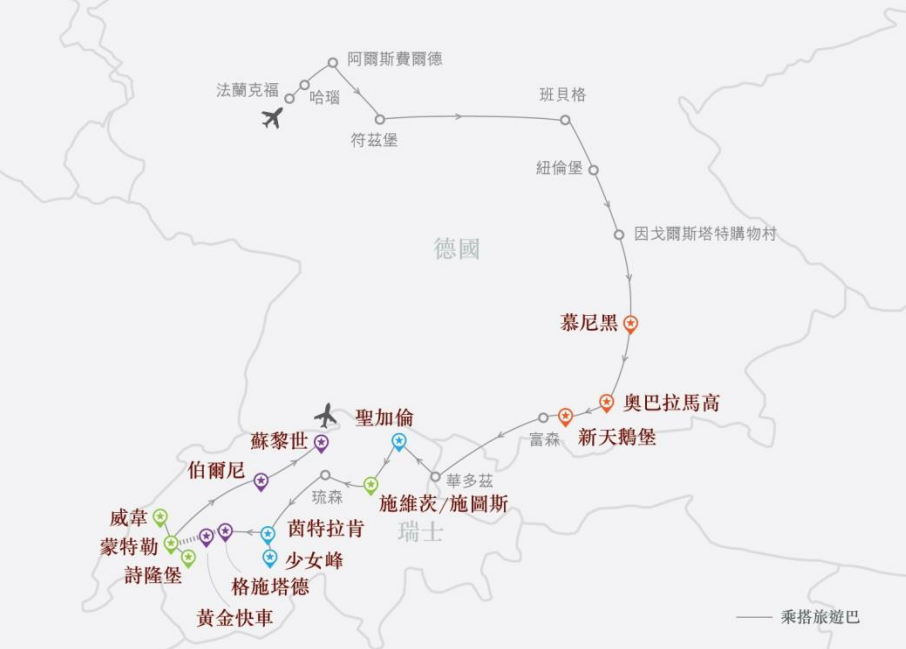 阿爾斯費爾德
法蘭克福
哈瑙
班貝格
符茲堡
紐倫堡
因戈爾斯塔特購物村
德國
慕尼黑
奧巴拉馬高
聖加倫
新天鵝堡
富森
蘇黎世
伯爾尼
華多茲
琉森
施維茨/施圖斯
威韋
茵特拉肯
瑞士
蒙特勒
少女峰
詩隆堡
格施塔德
黃金快車
乘搭旅遊巴